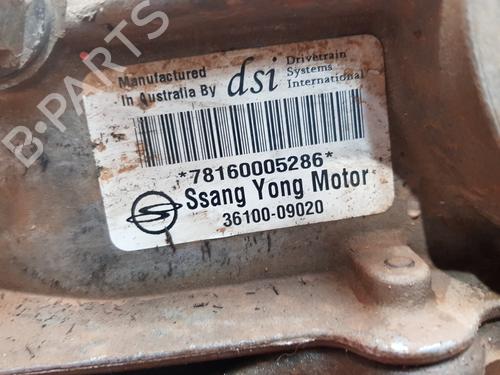 B-PARTS
Manufactured
In Australia By
dsi
Drivetrain
Systems
International
*78160005286*
Ssang Yong Motor
36100-09020